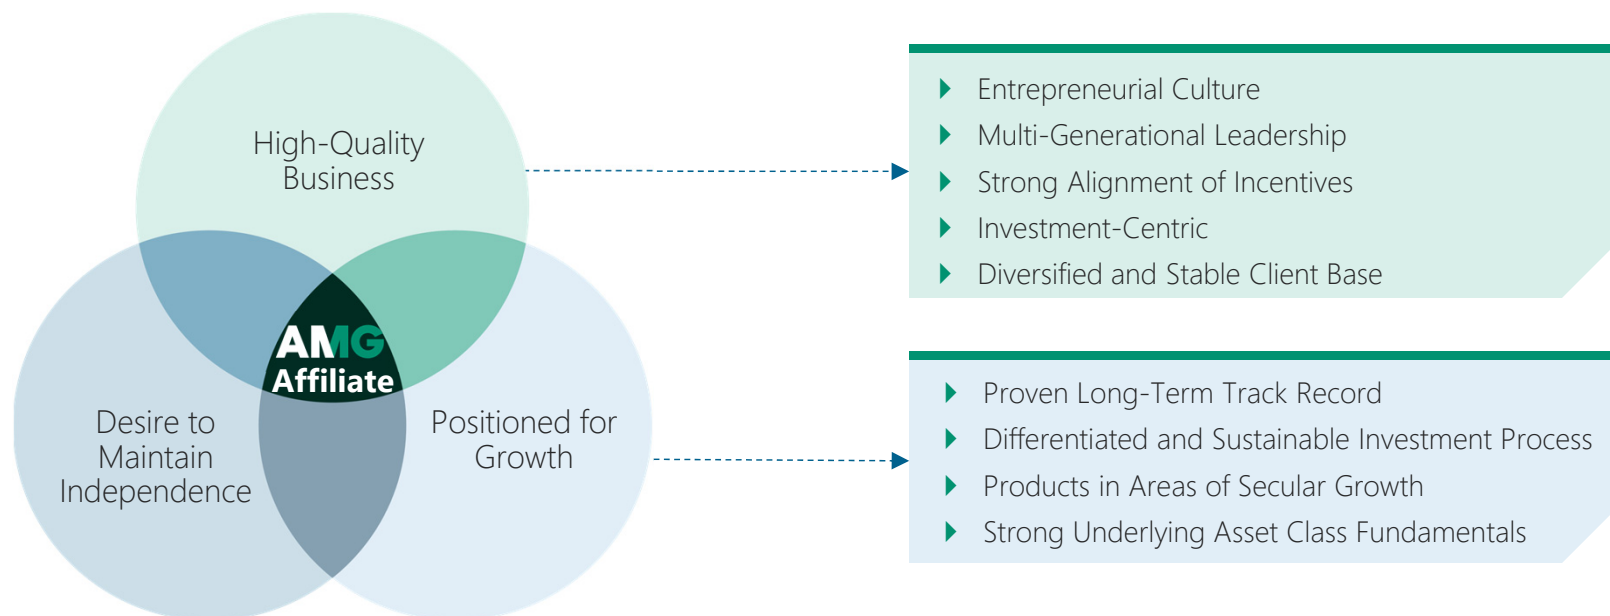 High-Quality
Business
AMG
Affiliate
Desire to
Maintain
Independence
Positioned for
Growth
Entrepreneurial Culture
Multi-Generational Leadership
Strong Alignment of Incentives
Investment-Centric
Diversified and Stable Client Base
Proven Long-Term Track Record
Differentiated and Sustainable Investment Process
Products in Areas of Secular Growth
Strong Underlying Asset Class Fundamentals